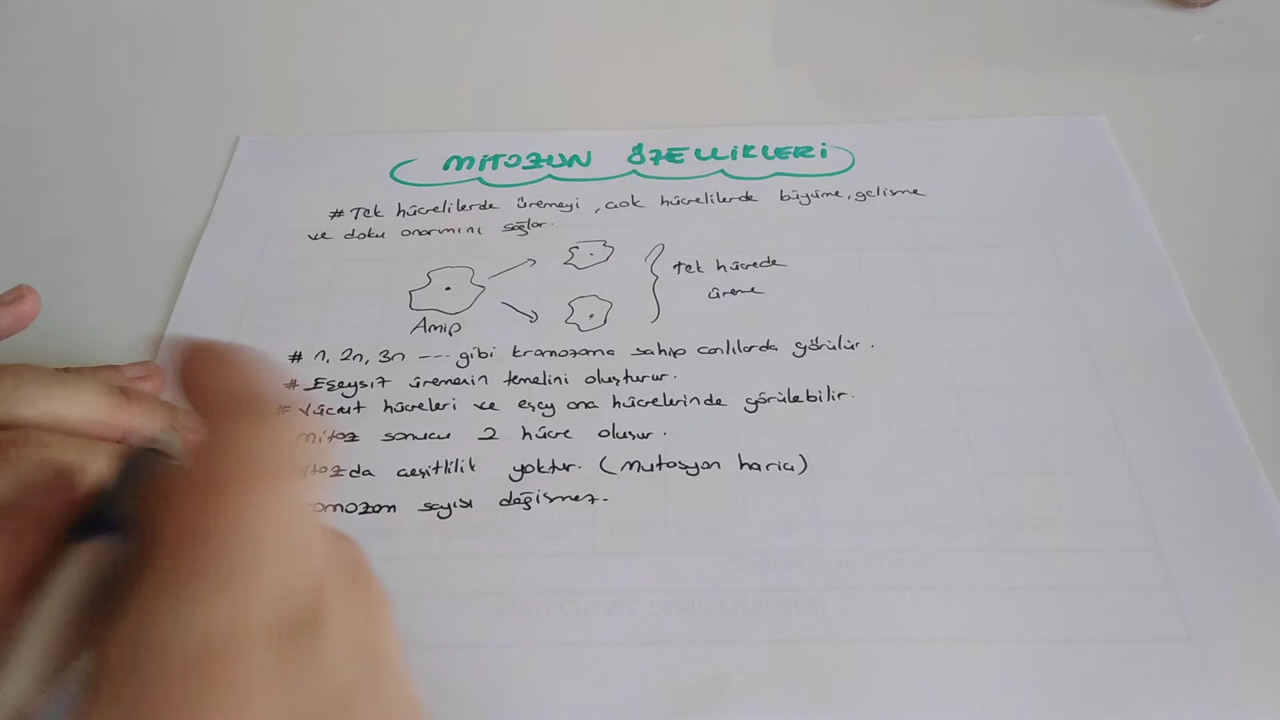 MİTOZUN ÖZELLİKLERİ
# Tek hücrelilerde üremeyi, çok hücrelilerde büyüme, gelişme
ve doku onarımını sağlar.
Tek hücrede
üreme
Amip
# n, 2n, 3n ---- gibi kromozoma sahip canlılarda görülür.
# Eşeysiz üremenin temelini oluşturur.
# Vücut hücreleri ve eşey ana hücrelerinde görülebilir.
mitoz sonucu 2 hücre oluşur.
çeşitlilik yoktur. (Mutasyon hariç)
sayısı değişmez.